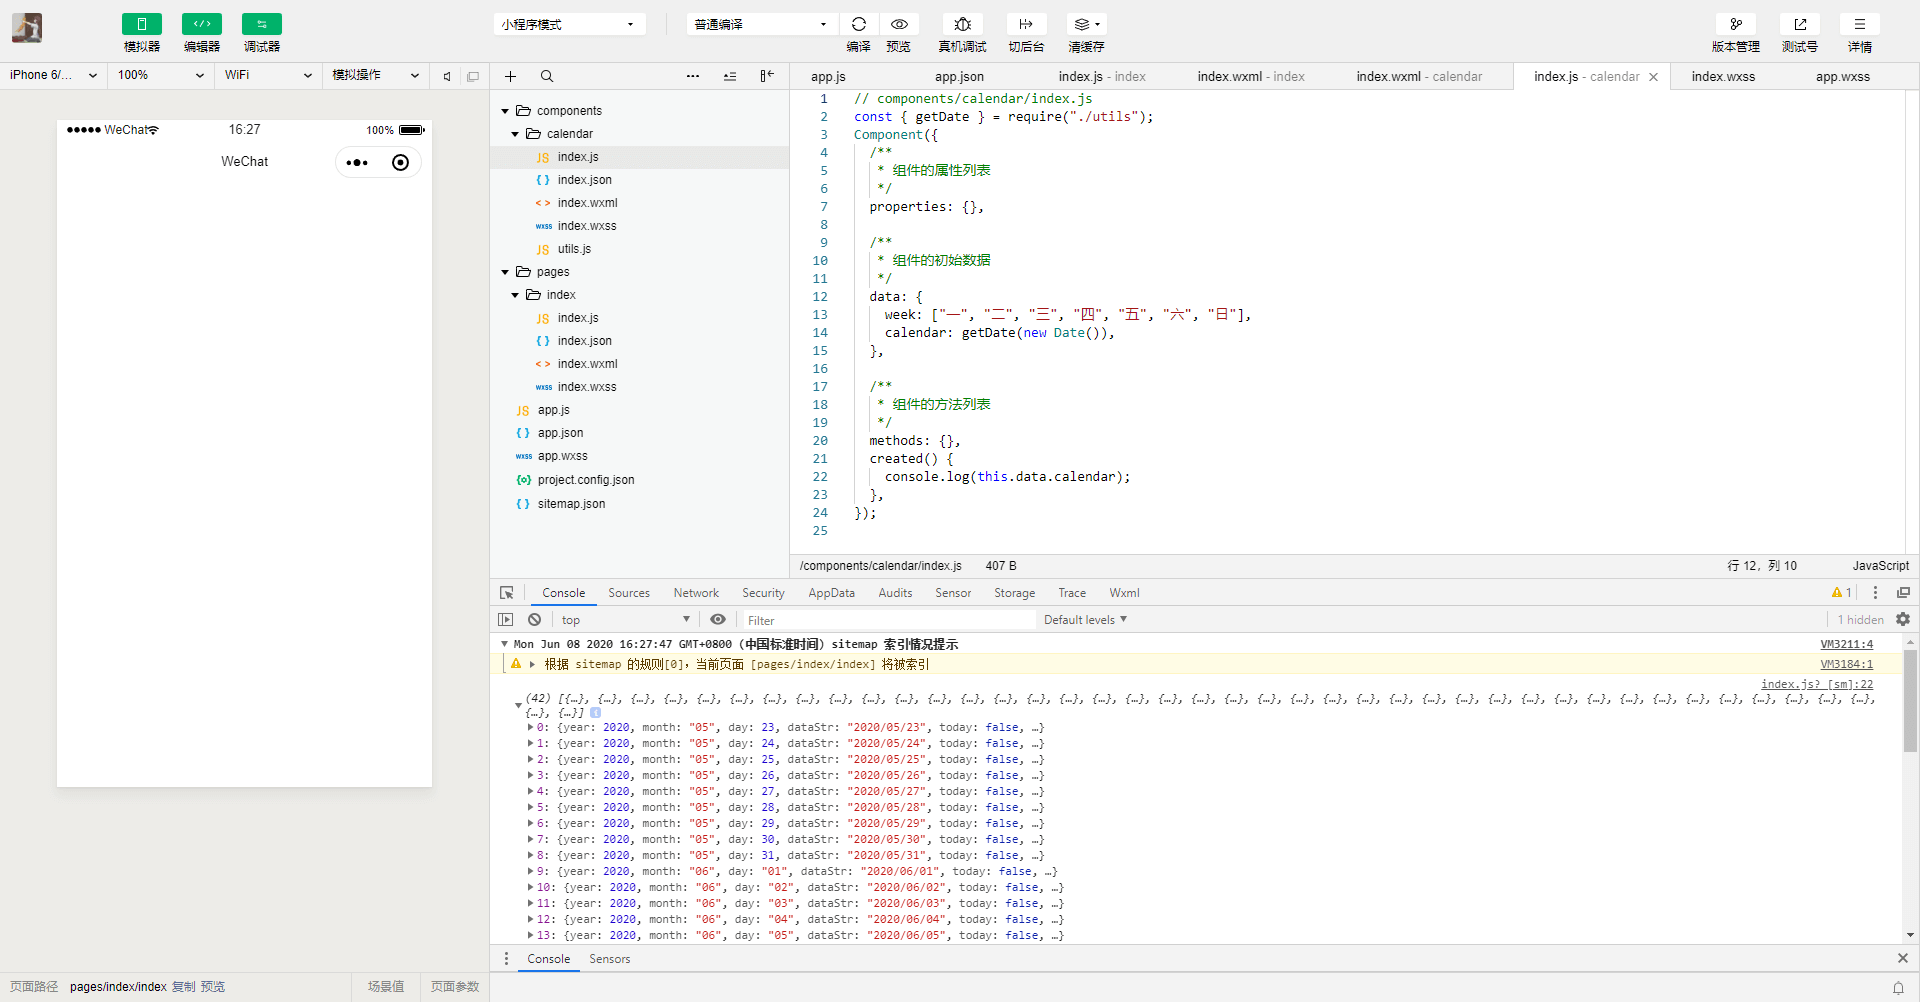 模拟器 编辑器 调试器
小程序模式 普通编译
编译 预览 真机调试 切后台 清缓存
版本管理 测试号 详情
iPhone 6/... 100% WiFi 模拟操作
WeChat 16:27 100%
WeChat
components
calendar
index.js
index.json
index.wxml
index.wxss
utils.js
pages
index
index.js
index.json
index.wxml
index.wxss
app.js
app.json
app.wxss
project.config.json
sitemap.json
app.js app.json index.js - index index.wxml - index index.wxml - calendar index.js - calendar index.wxss app.wxss
1 // components/calendar/index.js
2 const { getDate } = require("./utils");
3 Component({
4 /**
5 * 组件的属性列表
6 */
7 properties: {},
8
9 /**
10 * 组件的初始数据
11 */
12 data: {
13 week: ["一", "二", "三", "四", "五", "六", "日"],
14 calendar: getDate(new Date()),
15 },
16
17 /**
18 * 组件的方法列表
19 */
20 methods: {},
21 created() {
22 console.log(this.data.calendar);
23 },
24 });
25
/components/calendar/index.js 407 B 行 12，列 10 JavaScript
Console Sources Network Security AppData Audits Sensor Storage Trace Wxml 1
top Filter Default levels 1 hidden
Mon Jun 08 2020 16:27:47 GMT+0800 (中国标准时间) sitemap 索引情况提示 VM3211:4
根据 sitemap 的规则[0]，当前页面 [pages/index/index] 将被索引 VM3184:1
index.js? [sm]:22
(42) [{…}, {…}, {…}, {…}, {…}, {…}, {…}, {…}, {…}, {…}, {…}, {…}, {…}, {…}, {…}, {…}, {…}, {…}, {…}, {…}, {…}, {…}, {…}, {…}, {…}, {…}, {…}, {…}, {…}, {…}, {…}, {…}, {…}, {…}, {…}, {…}, {…}, {…}, {…}, {…},
{…}, {…}]
0: {year: 2020, month: "05", day: 23, dataStr: "2020/05/23", today: false, …}
1: {year: 2020, month: "05", day: 24, dataStr: "2020/05/24", today: false, …}
2: {year: 2020, month: "05", day: 25, dataStr: "2020/05/25", today: false, …}
3: {year: 2020, month: "05", day: 26, dataStr: "2020/05/26", today: false, …}
4: {year: 2020, month: "05", day: 27, dataStr: "2020/05/27", today: false, …}
5: {year: 2020, month: "05", day: 28, dataStr: "2020/05/28", today: false, …}
6: {year: 2020, month: "05", day: 29, dataStr: "2020/05/29", today: false, …}
7: {year: 2020, month: "05", day: 30, dataStr: "2020/05/30", today: false, …}
8: {year: 2020, month: "05", day: 31, dataStr: "2020/05/31", today: false, …}
9: {year: 2020, month: "06", day: "01", dataStr: "2020/06/01", today: false, …}
10: {year: 2020, month: "06", day: "02", dataStr: "2020/06/02", today: false, …}
11: {year: 2020, month: "06", day: "03", dataStr: "2020/06/03", today: false, …}
12: {year: 2020, month: "06", day: "04", dataStr: "2020/06/04", today: false, …}
13: {year: 2020, month: "06", day: "05", dataStr: "2020/06/05", today: false, …}
Console Sensors
页面路径 pages/index/index 复制 预览 场景值 页面参数